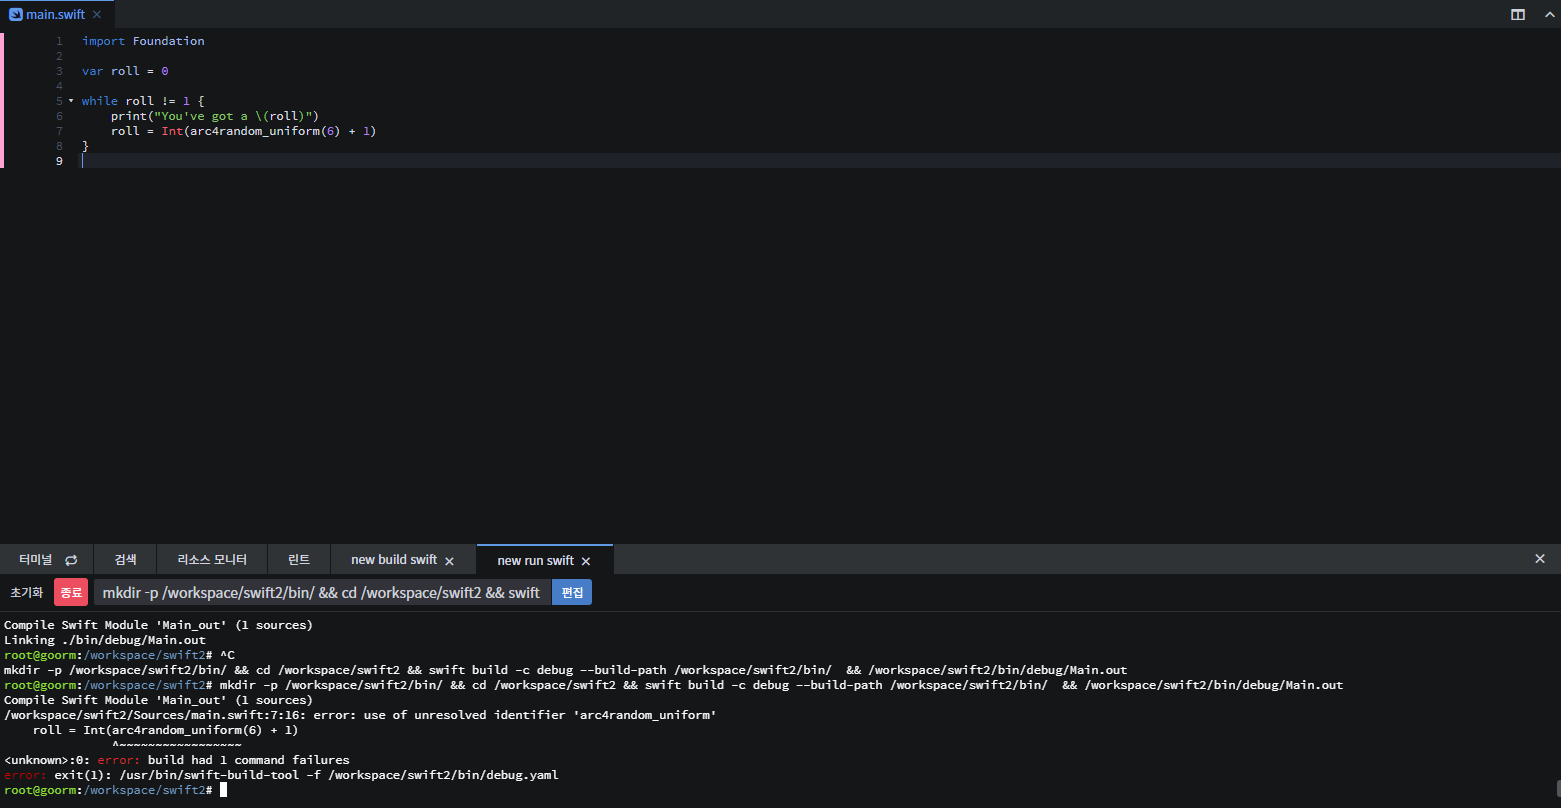 main.swift
1 import Foundation
2
3 var roll = 0
4
5 while roll != 1 {
6 print("You've got a \(roll)")
7 roll = Int(arc4random_uniform(6) + 1)
8 }
9
터미널 검색 리소스 모니터 린트 new build swift new run swift
초기화 종료 mkdir -p /workspace/swift2/bin/ && cd /workspace/swift2 && swift 편집
Compile Swift Module 'Main_out' (1 sources)
Linking ./bin/debug/Main.out
root@goorm:/workspace/swift2# ^C
mkdir -p /workspace/swift2/bin/ && cd /workspace/swift2 && swift build -c debug --build-path /workspace/swift2/bin/  && /workspace/swift2/bin/debug/Main.out
root@goorm:/workspace/swift2# mkdir -p /workspace/swift2/bin/ && cd /workspace/swift2 && swift build -c debug --build-path /workspace/swift2/bin/  && /workspace/swift2/bin/debug/Main.out
Compile Swift Module 'Main_out' (1 sources)
/workspace/swift2/Sources/main.swift:7:16: error: use of unresolved identifier 'arc4random_uniform'
    roll = Int(arc4random_uniform(6) + 1)
               ^~~~~~~~~~~~~~~~~~
<unknown>:0: error: build had 1 command failures
error: exit(1): /usr/bin/swift-build-tool -f /workspace/swift2/bin/debug.yaml
root@goorm:/workspace/swift2#